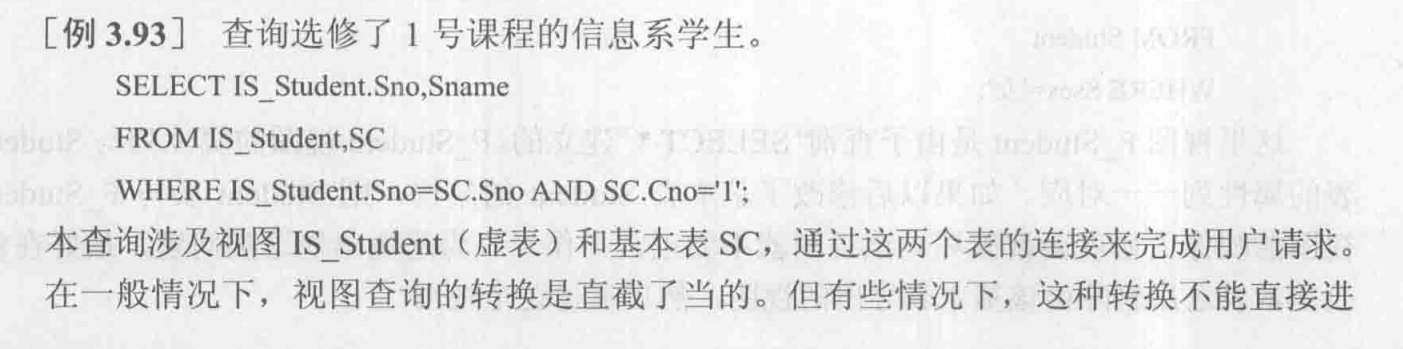 ［例 3.93］ 查询选修了 1 号课程的信息系学生。
SELECT IS_Student.Sno,Sname
FROM IS_Student,SC
WHERE IS_Student.Sno=SC.Sno AND SC.Cno='1';
本查询涉及视图 IS_Student（虚表）和基本表 SC，通过这两个表的连接来完成用户请求。
在一般情况下，视图查询的转换是直截了当的。但有些情况下，这种转换不能直接进